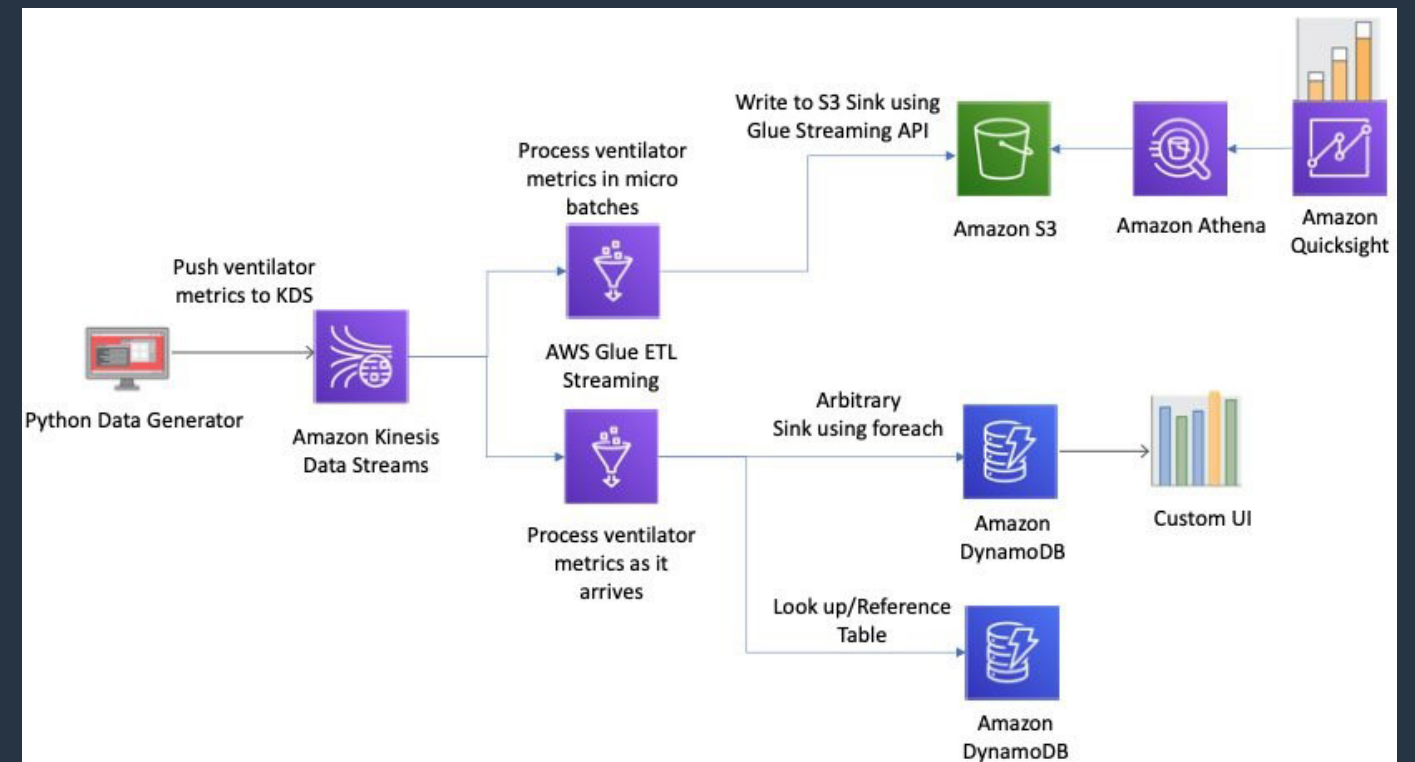 Write to S3 Sink using
Glue Streaming API
Process ventilator
metrics in micro
batches
Amazon S3
Amazon Athena
Amazon
Quicksight
Push ventilator
metrics to KDS
AWS Glue ETL
Streaming
Python Data Generator
Amazon Kinesis
Data Streams
Arbitrary
Sink using foreach
Process ventilator
metrics as it
arrives
Amazon
DynamoDB
Custom UI
Look up/Reference
Table
Amazon
DynamoDB